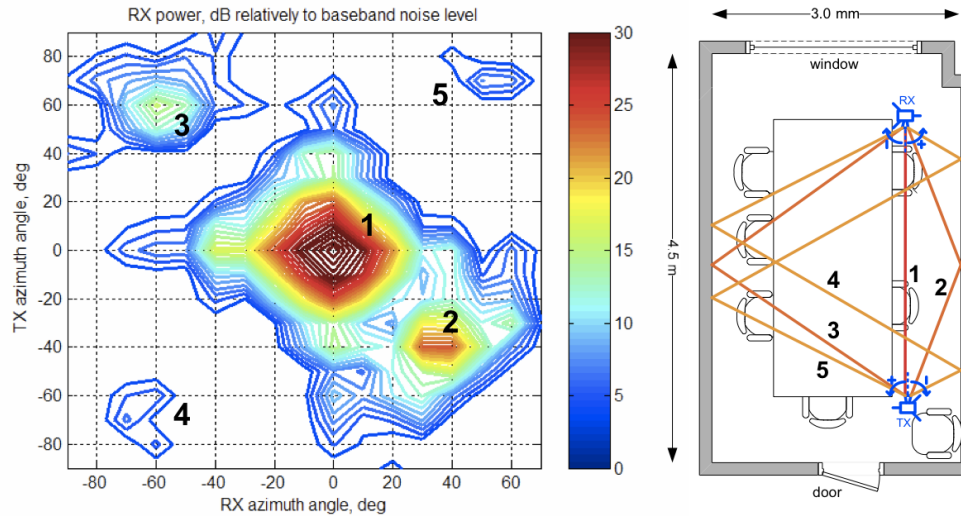 RX power, dB relatively to baseband noise level
80
60
40
20
0
-20
-40
-60
-80
TX azimuth angle, deg
-80 -60 -40 -20 0 20 40 60
RX azimuth angle, deg
1
2
3
4
5
30
25
20
15
10
5
0
3.0 mm
window
4.5 m
RX
- +
1
2
4
3
5
+ -
TX
door